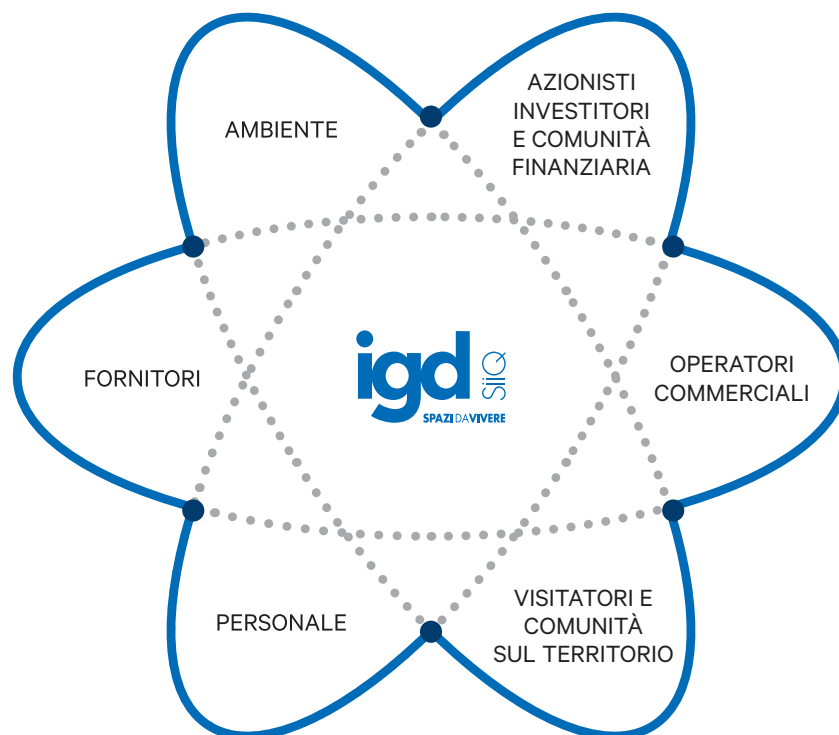 AZIONISTI
INVESTITORI
E COMUNITÀ
FINANZIARIA
AMBIENTE
OPERATORI
COMMERCIALI
FORNITORI
igd SIIQ
SPAZI DA VIVERE
VISITATORI E
COMUNITÀ
SUL TERRITORIO
PERSONALE